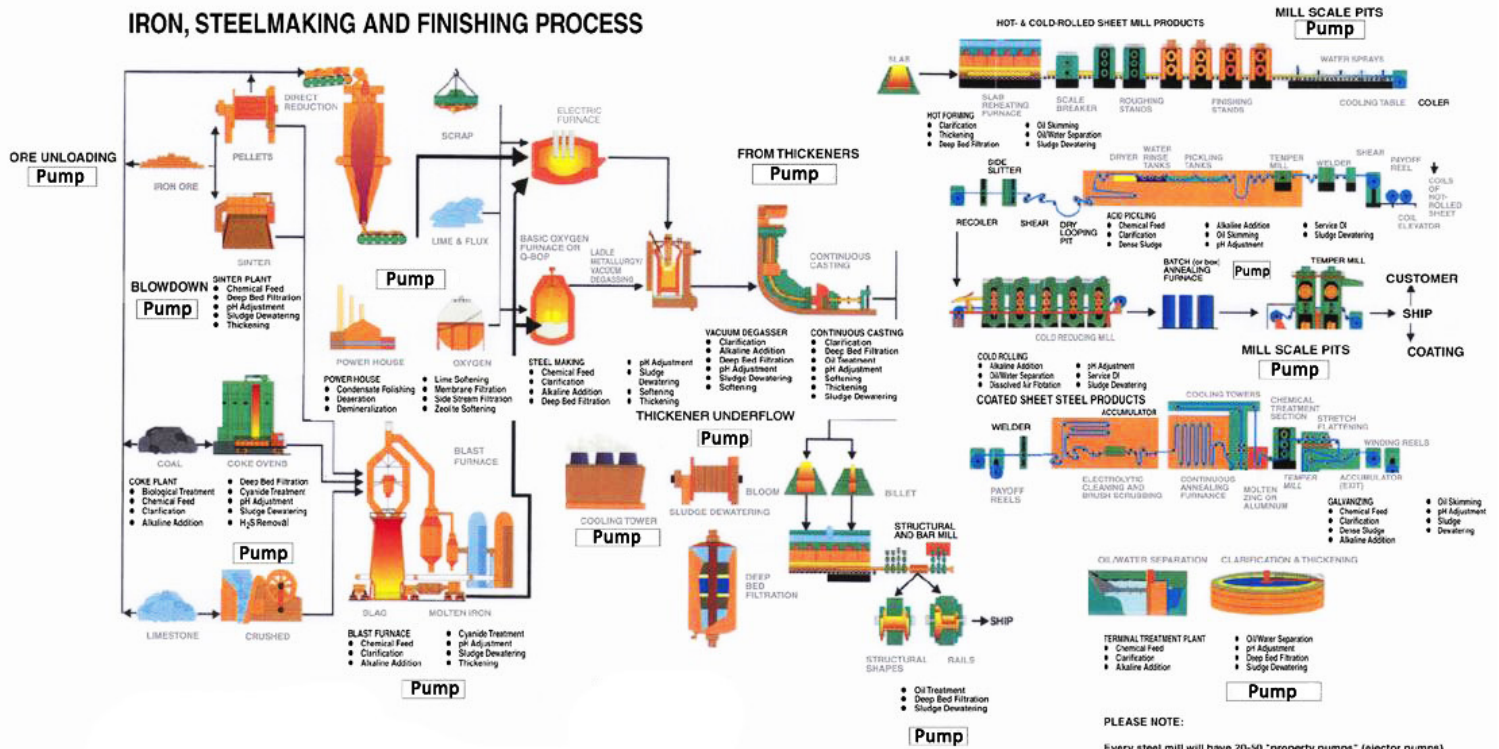 IRON, STEELMAKING AND FINISHING PROCESS
ORE UNLOADING
Pump
DIRECT
REDUCTION
PELLETS
IRON ORE
SINTER
BLOWDOWN
Pump
SINTER PLANT
● Chemical Feed
● Deep Bed Filtration
● pH Adjustment
● Sludge Dewatering
● Thickening
SCRAP
ELECTRIC
FURNACE
LIME & FLUX
Pump
BASIC OXYGEN
FURNACE OR
Q-BOP
LADLE
METALLURGY/
VACUUM
DEGASSING
FROM THICKENERS
Pump
CONTINUOUS
CASTING
POWER HOUSE
OXYGEN
POWER HOUSE
● Condensate Polishing
● Deaeration
● Demineralization
● Lime Softening
● Membrane Filtration
● Side Stream Filtration
● Zeolite Softening
STEEL MAKING
● Chemical Feed
● Clarification
● Alkaline Addition
● Deep Bed Filtration
● pH Adjustment
● Sludge
Dewatering
● Softening
● Thickening
VACUUM DEGASSER
● Clarification
● Alkaline Addition
● Deep Bed Filtration
● pH Adjustment
● Sludge Dewatering
● Softening
CONTINUOUS CASTING
● Clarification
● Deep Bed Filtration
● Oil Treatment
● pH Adjustment
● Softening
● Thickening
● Sludge Dewatering
COAL
COKE OVENS
COKE PLANT
● Biological Treatment
● Chemical Feed
● Clarification
● Alkaline Addition
● Deep Bed Filtration
● Cyanide Treatment
● pH Adjustment
● Sludge Dewatering
● H2S Removal
Pump
LIMESTONE
CRUSHED
BLAST
FURNACE
SLAG
MOLTEN IRON
BLAST FURNACE
● Chemical Feed
● Clarification
● Alkaline Addition
● Cyanide Treatment
● pH Adjustment
● Sludge Dewatering
● Thickening
Pump
THICKENER UNDERFLOW
Pump
COOLING TOWER
Pump
SLUDGE DEWATERING
DEEP
BED
FILTRATION
BLOOM
BILLET
STRUCTURAL
AND BAR MILL
STRUCTURAL
SHAPES
RAILS
SHIP
● Oil Treatment
● Deep Bed Filtration
● Sludge Dewatering
Pump
HOT- & COLD-ROLLED SHEET MILL PRODUCTS
MILL SCALE PITS
Pump
SLAB
SLAB
REHEATING
FURNACE
SCALE
BREAKER
ROUGHING
STANDS
FINISHING
STANDS
WATER SPRAYS
COOLING TABLE
COLER
HOT FORMING
● Clarification
● Thickening
● Deep Bed Filtration
● Oil Skimming
● Oil/Water Separation
● Sludge Dewatering
RECOILER
SIDE
SLITTER
SHEAR
DRY
LOOPING
PIT
DRYER
WATER
RINSE
TANKS
PICKLING
TANKS
TEMPER
MILL
WELDER
SHEAR
PAYOFF
REEL
COILS
OF
HOT-
ROLLED
SHEET
COIL
ELEVATOR
ACID PICKLING
● Chemical Feed
● Clarification
● Dense Sludge
● Alkaline Addition
● Oil Skimming
● pH Adjustment
● Service DI
● Sludge Dewatering
COLD REDUCING MILL
BATCH (or box)
ANNEALING
FURNACE
Pump
TEMPER MILL
CUSTOMER
SHIP
COATING
MILL SCALE PITS
Pump
COLD ROLLING
● Alkaline Addition
● Oil/Water Separation
● Dissolved Air Flotation
● pH Adjustment
● Service DI
● Sludge Dewatering
COATED SHEET STEEL PRODUCTS
PAYOFF
REELS
WELDER
ACCUMULATOR
ELECTROLYTIC
CLEANING AND
BRUSH SCRUBBING
COOLING TOWERS
CONTINUOUS
ANNEALING
FURNANCE
MOLTEN
ZINC OR
ALUMINUM
CHEMICAL
TREATMENT
SECTION
TEMPER
MILL
STRETCH
FLATTENING
WINDING REELS
ACCUMULATOR
(EXIT)
GALVANIZING
● Chemical Feed
● Clarification
● Dense Sludge
● Alkaline Addition
● Oil Skimming
● pH Adjustment
● Sludge
● Dewatering
OIL/WATER SEPARATION
CLARIFICATION & THICKENING
TERMINAL TREATMENT PLANT
● Chemical Feed
● Clarification
● Alkaline Addition
● Oil/Water Separation
● pH Adjustment
● Deep Bed Filtration
● Sludge Dewatering
Pump
PLEASE NOTE:
Every steel mill will have 20-50 "property pumps" (ejector pumps)